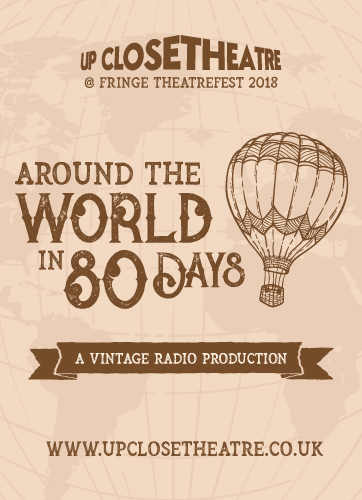 UP CLOSETHEATRE
@ FRINGE THEATREFEST 2018
AROUND THE
WORLD
IN 80 DAYS
A VINTAGE RADIO PRODUCTION
WWW.UPCLOSETHEATRE.CO.UK